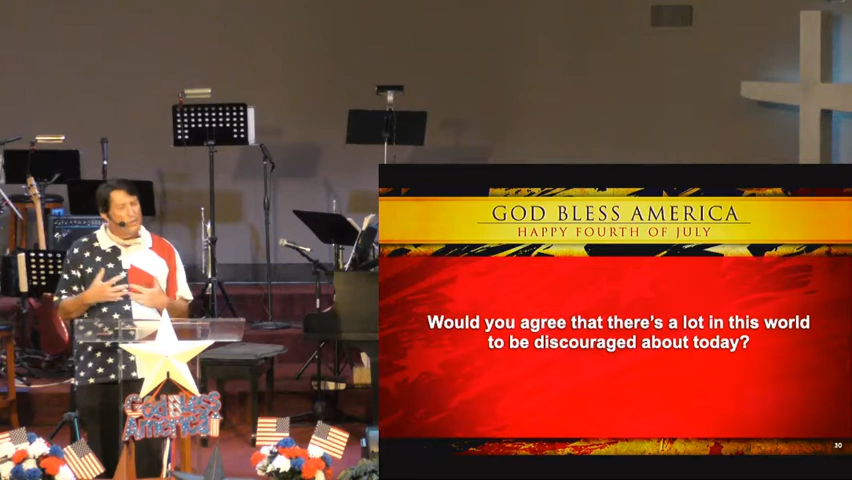 GOD BLESS AMERICA
HAPPY FOURTH OF JULY
Would you agree that there's a lot in this world
to be discouraged about today?
30
God Bless
America